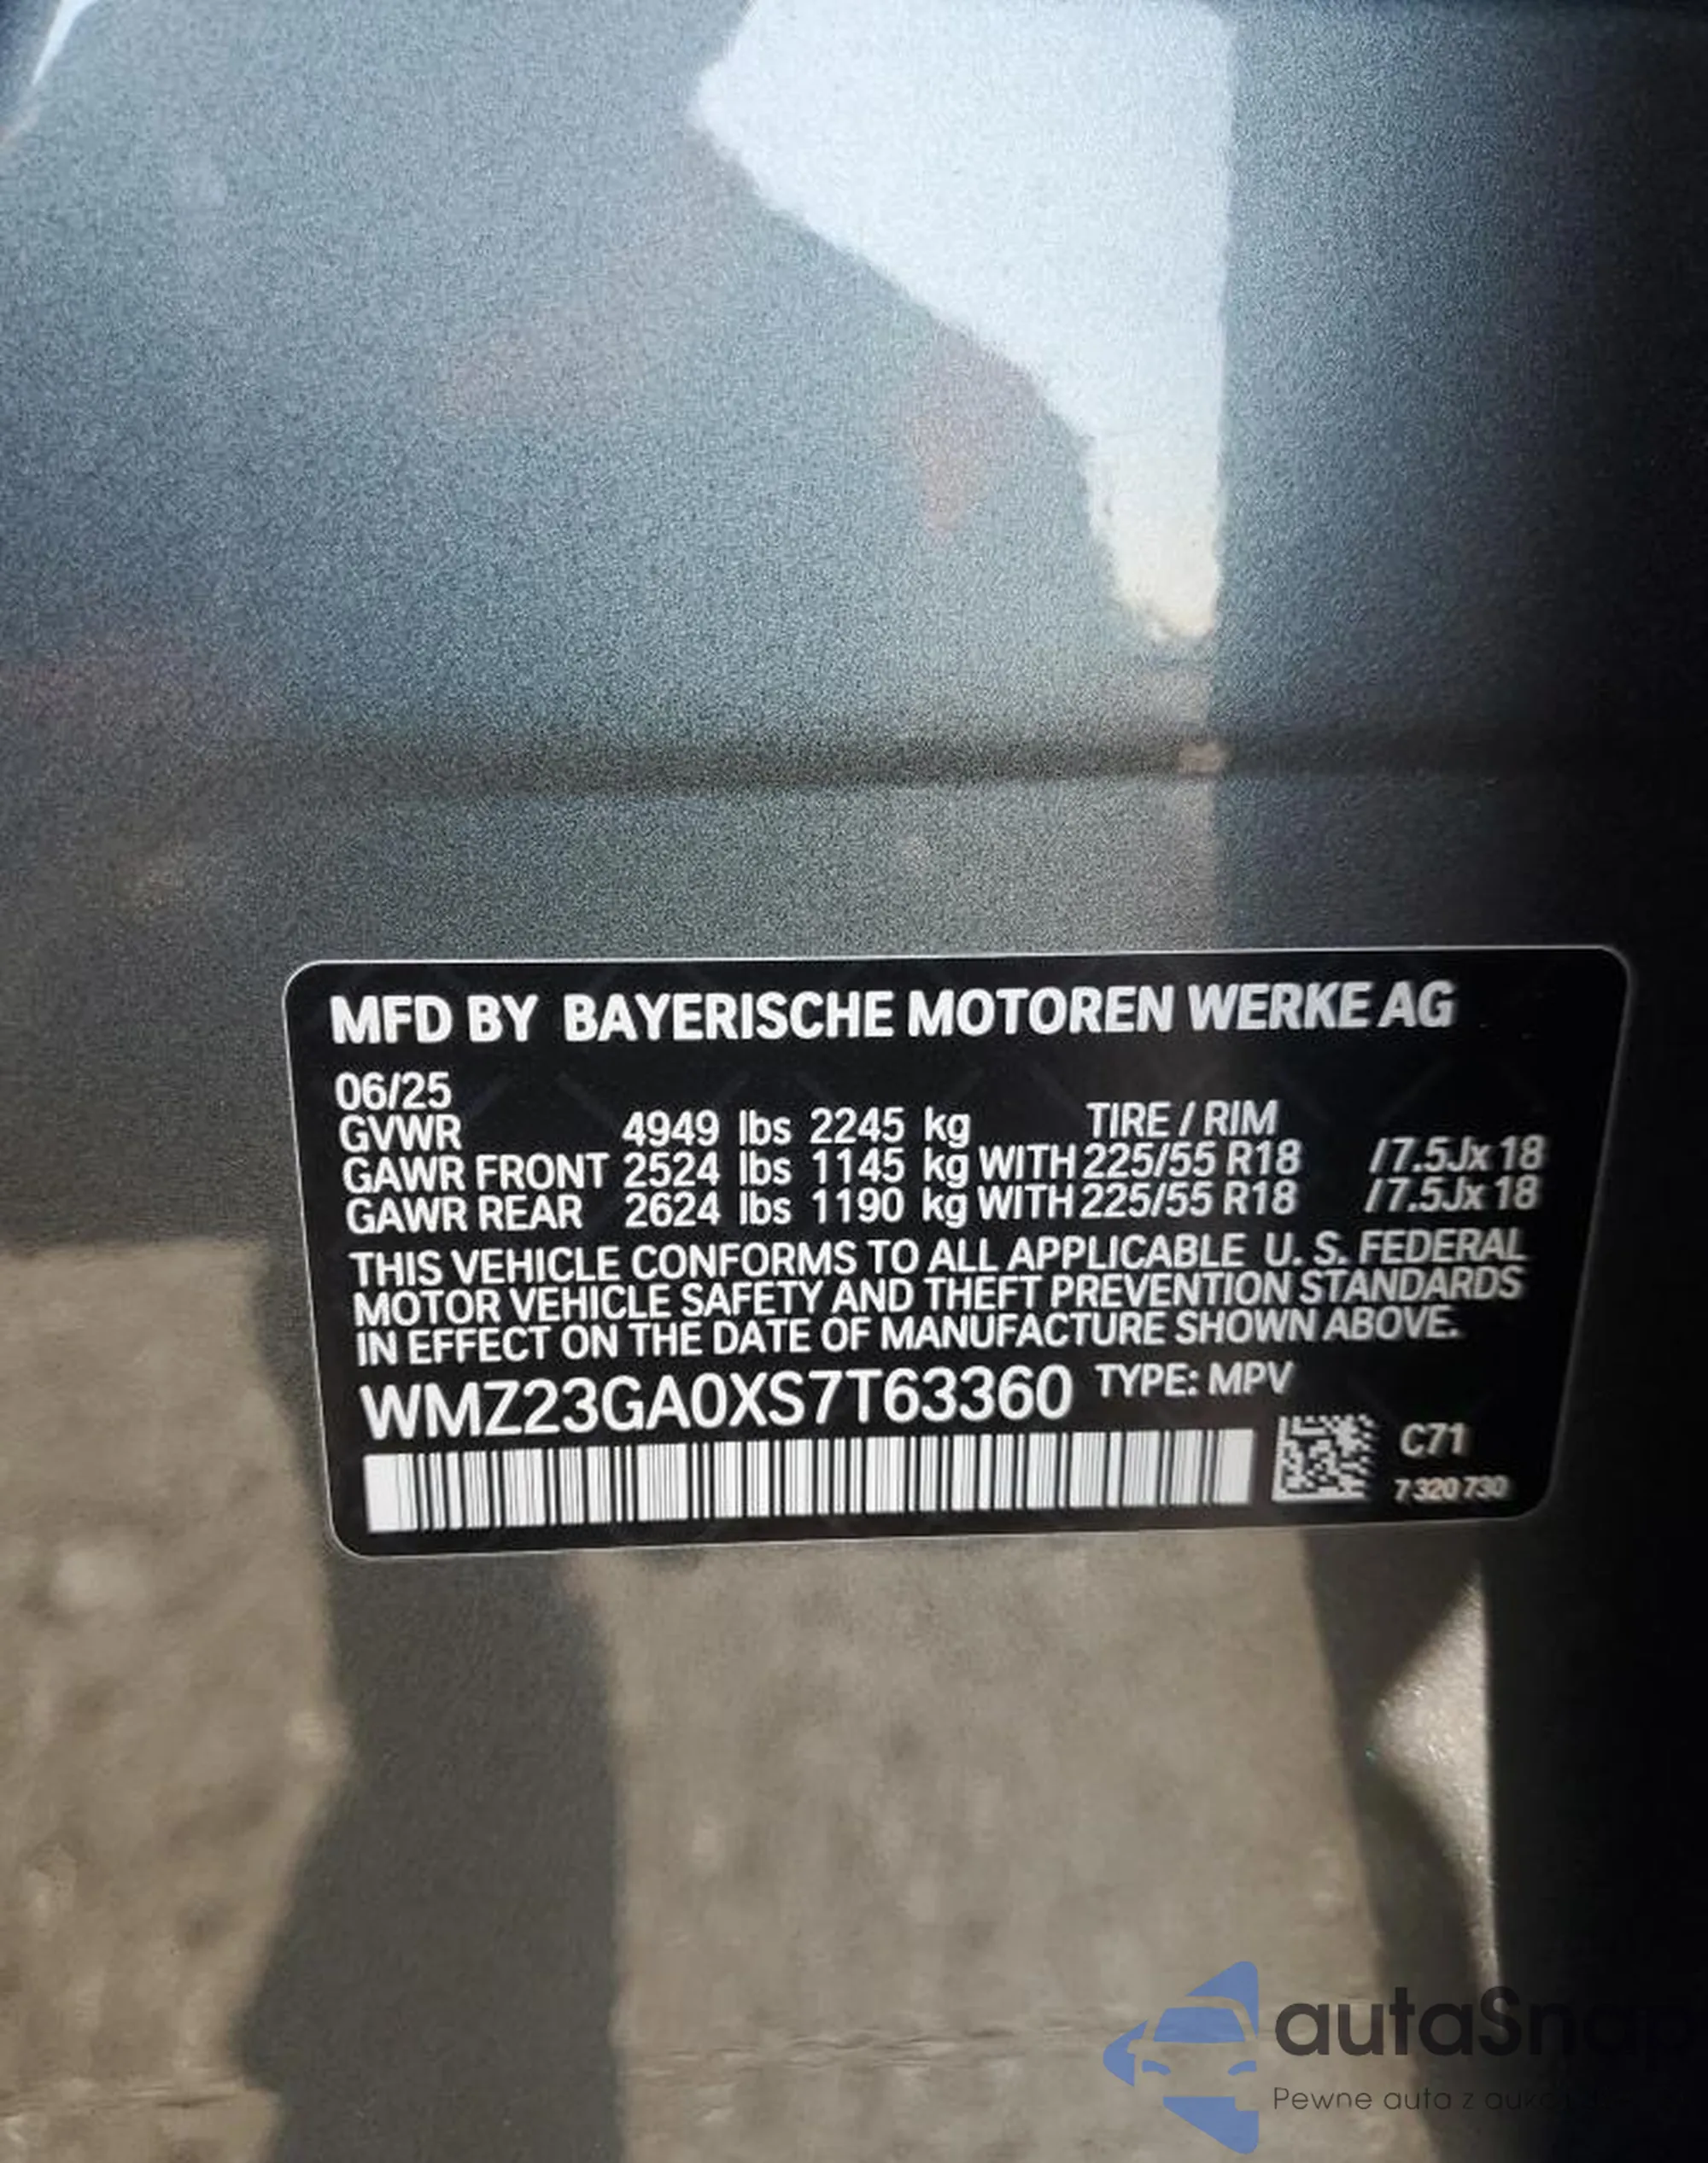 MFD BY BAYERISCHE MOTOREN WERKE AG
06/25
GVWR 4949 lbs 2245 kg TIRE / RIM
GAWR FRONT 2524 lbs 1145 kg WITH 225/55 R18 /7.5Jx18
GAWR REAR 2624 lbs 1190 kg WITH 225/55 R18 /7.5Jx18
THIS VEHICLE CONFORMS TO ALL APPLICABLE U. S. FEDERAL
MOTOR VEHICLE SAFETY AND THEFT PREVENTION STANDARDS
IN EFFECT ON THE DATE OF MANUFACTURE SHOWN ABOVE.
WMZ23GA0XS7T63360 TYPE: MPV
C71
7 320 730
autaSnap
Pewne auta z